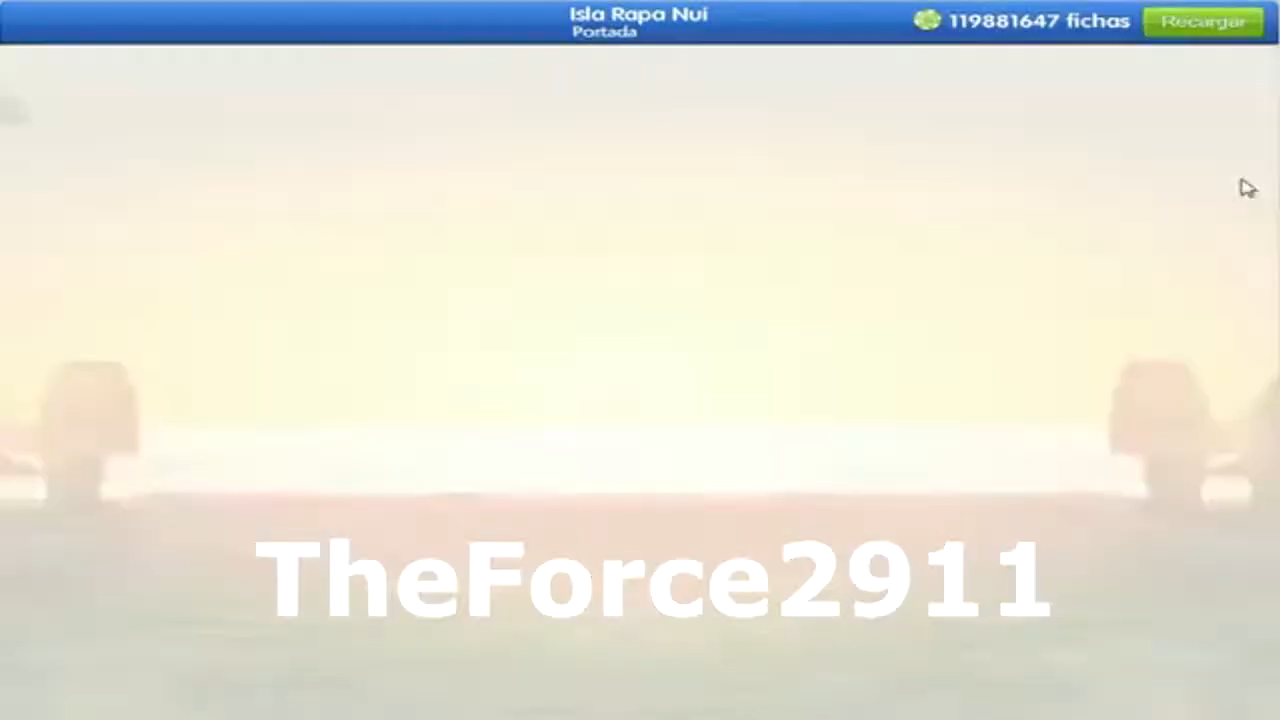 Isla Rapa Nui
Portada
119881647 fichas
Recargar
TheForce2911